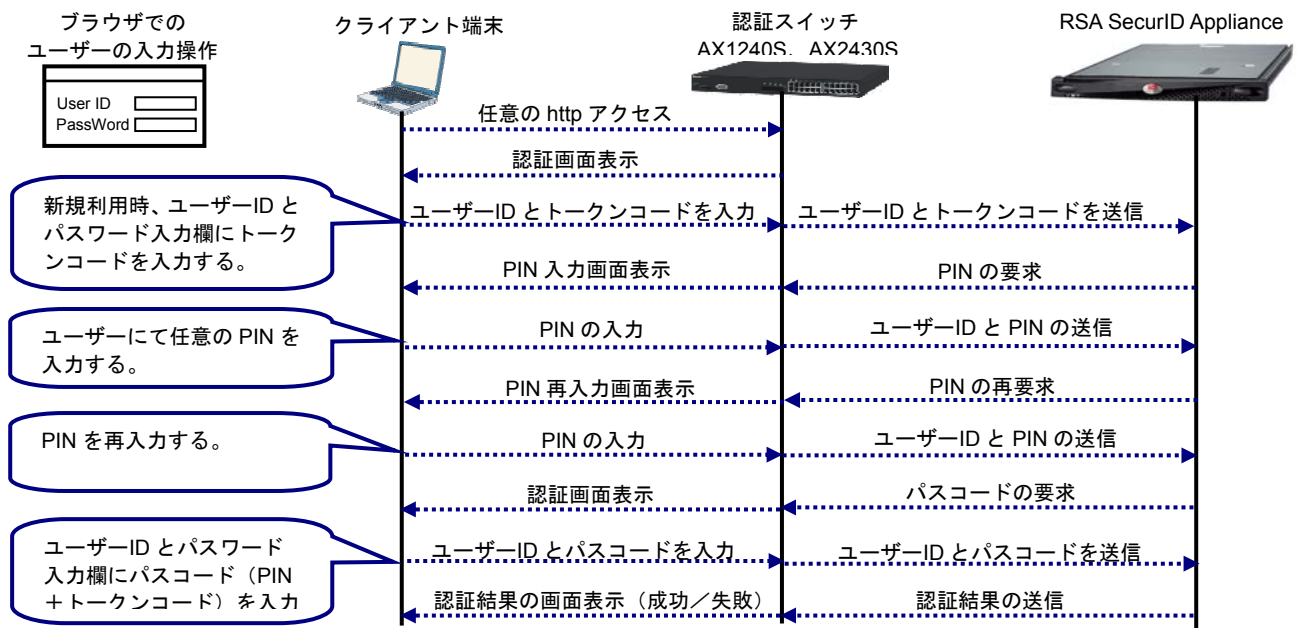 ブラウザでの
ユーザーの入力操作
クライアント端末
認証スイッチ
AX1240S、AX2430S
RSA SecurID Appliance
User ID
PassWord
任意の http アクセス
認証画面表示
新規利用時、ユーザーID と
パスワード入力欄にトーク
ンコードを入力する。
ユーザーID とトークンコードを入力
ユーザーID とトークンコードを送信
PIN 入力画面表示
PIN の要求
ユーザーにて任意の PIN を
入力する。
PIN の入力
ユーザーID と PIN の送信
PIN 再入力画面表示
PIN の再要求
PIN を再入力する。
PIN の入力
ユーザーID と PIN の送信
認証画面表示
パスコードの要求
ユーザーID とパスワード
入力欄にパスコード（PIN
＋トークンコード）を入力
ユーザーID とパスコードを入力
ユーザーID とパスコードを送信
認証結果の画面表示（成功／失敗）
認証結果の送信